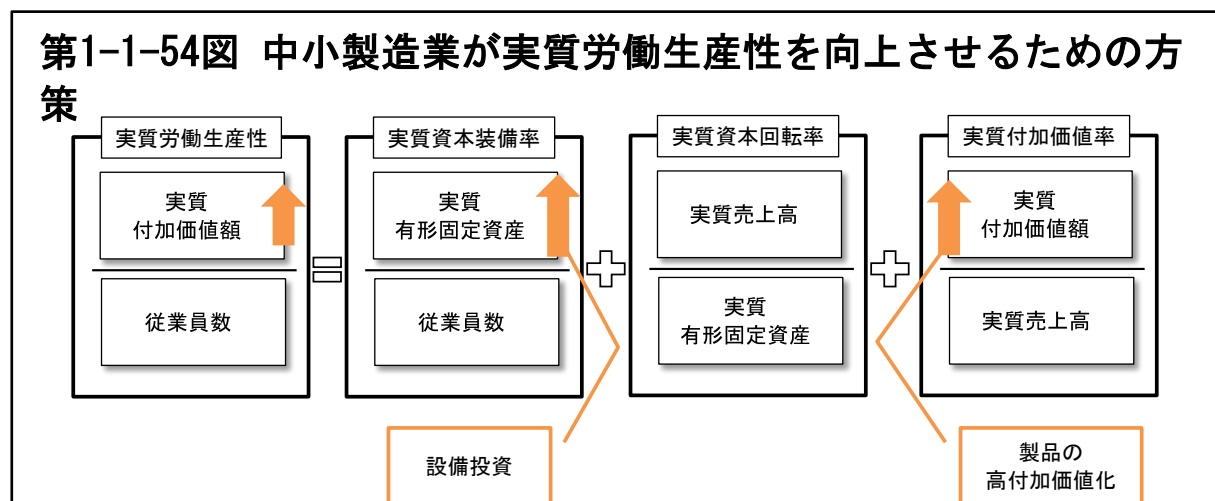 第1-1-54図 中小製造業が実質労働生産性を向上させるための方
策
実質労働生産性
実質
付加価値額
従業員数
=
実質資本装備率
実質
有形固定資産
従業員数
+
実質資本回転率
実質売上高
実質
有形固定資産
+
実質付加価値率
実質
付加価値額
実質売上高
設備投資
製品の
高付加価値化